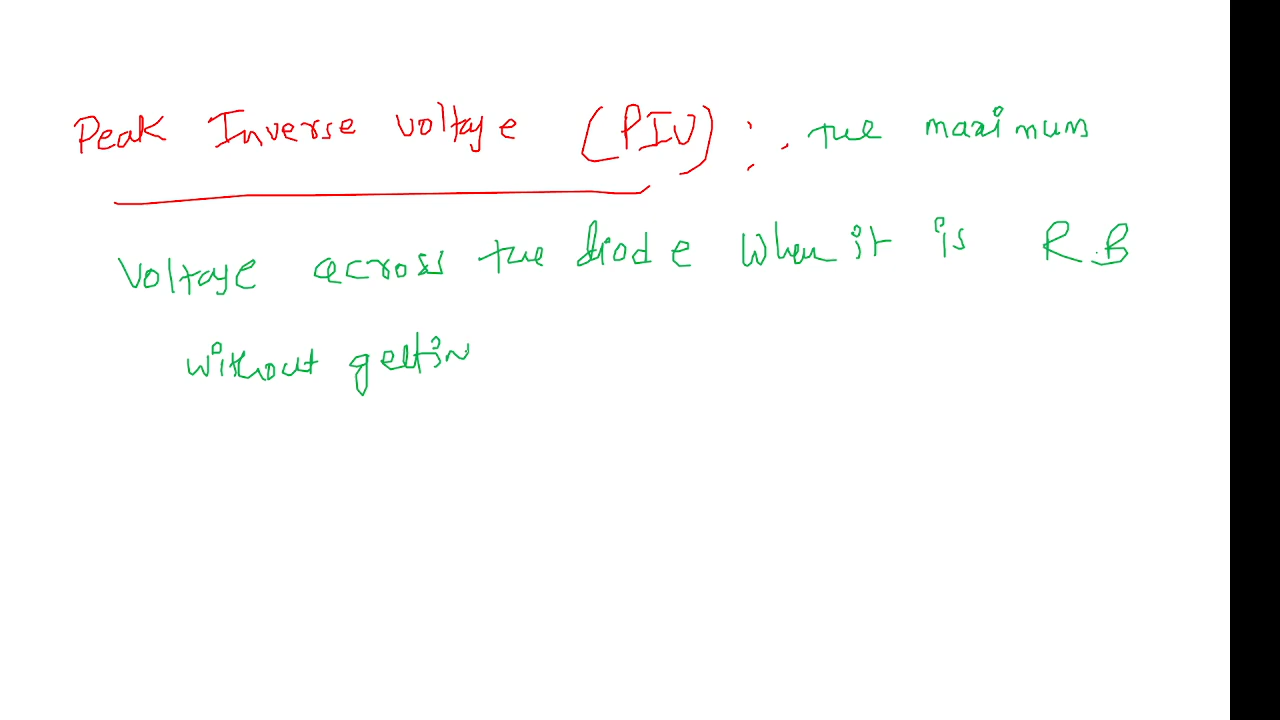 Peak Inverse voltage (PIV) : the maximum
Voltage across the diode When it is R.B
without gettin